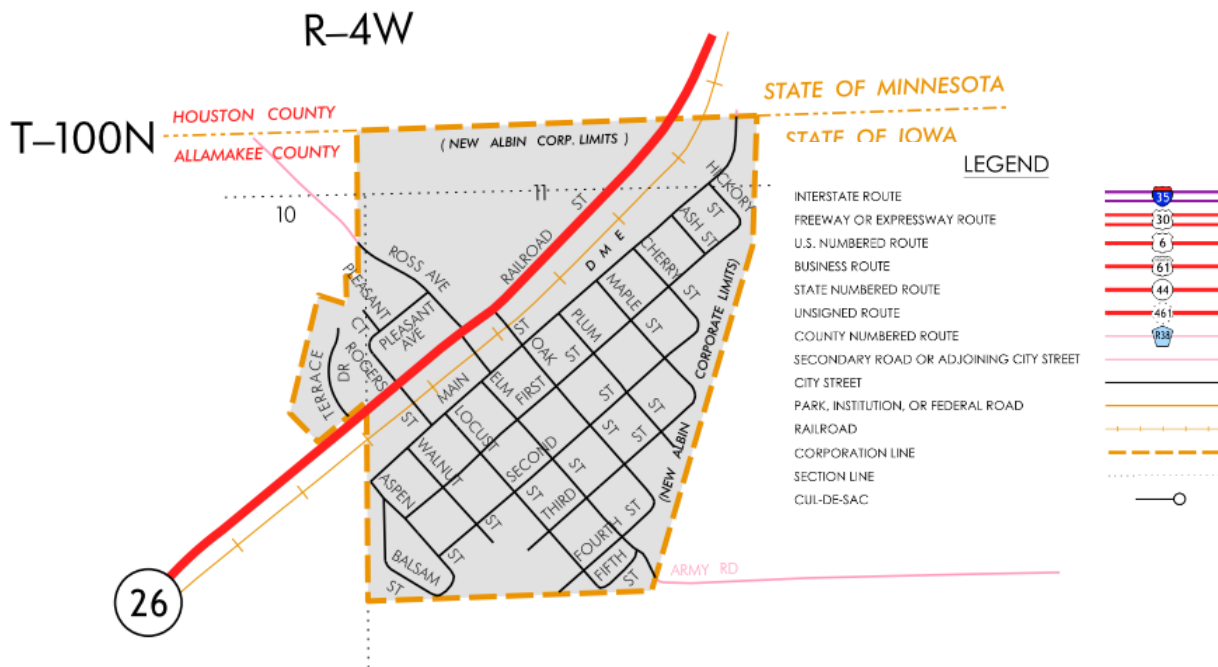 R–4W
STATE OF MINNESOTA
HOUSTON COUNTY
T–100N
STATE OF IOWA
ALLAMAKEE COUNTY
( NEW ALBIN CORP. LIMITS )
LEGEND
INTERSTATE ROUTE
35
FREEWAY OR EXPRESSWAY ROUTE
30
U.S. NUMBERED ROUTE
6
BUSINESS ROUTE
61
STATE NUMBERED ROUTE
44
UNSIGNED ROUTE
461
COUNTY NUMBERED ROUTE
R38
SECONDARY ROAD OR ADJOINING CITY STREET
CITY STREET
PARK, INSTITUTION, OR FEDERAL ROAD
RAILROAD
CORPORATION LINE
SECTION LINE
CUL-DE-SAC
10
11
HICKORY ST
ASH ST
RAILROAD ST
D M E
CHERRY ST
ROSS AVE
MAPLE ST
PLEASANT CT
PLEASANT AVE
PLUM ST
OAK ST
TERRACE DR
ROGERS ST
MAIN ST
ELM ST
FIRST ST
LOCUST ST
SECOND ST
WALNUT ST
THIRD ST
ASPEN ST
FOURTH ST
BALSAM ST
FIFTH ST
(NEW ALBIN CORPORATE LIMITS)
ARMY RD
26